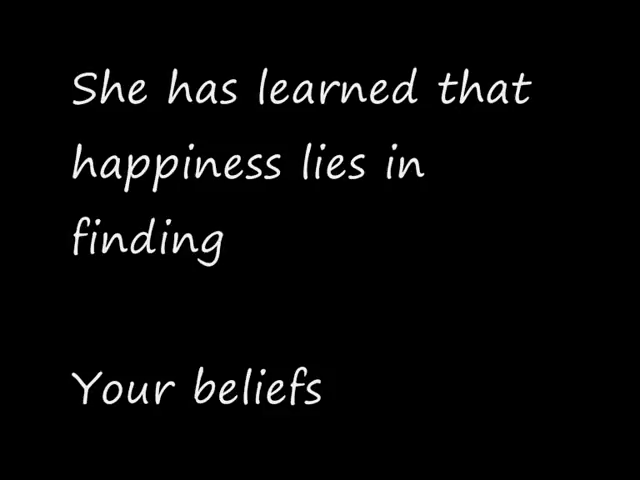 She has learned that
happiness lies in
finding
Your beliefs